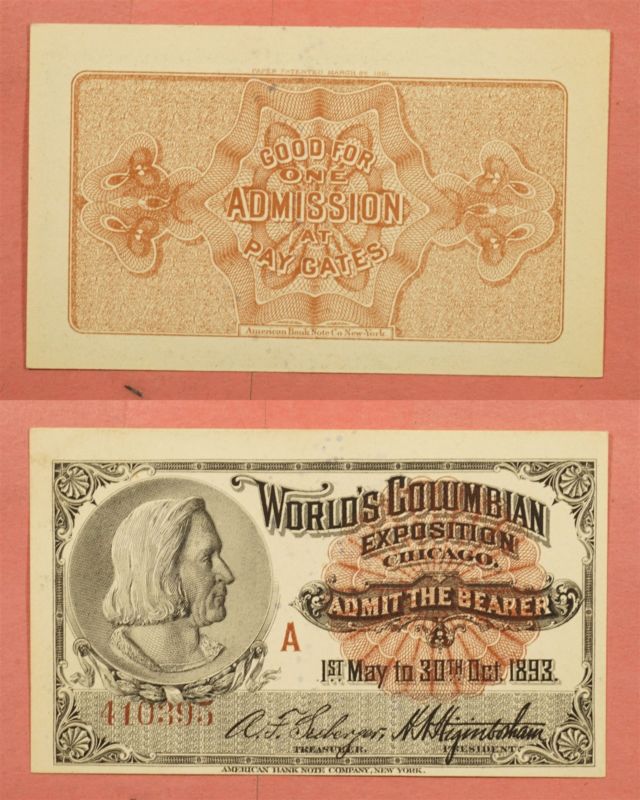 PAPER PATENTED MARCH
GOOD FOR
ONE
ADMISSION
AT
PAY GATES
American Bank Note Co New-York
WORLD'S COLUMBIAN
EXPOSITION
CHICAGO.
ADMIT THE BEARER
A
1ST May to 30TH Oct. 1893.
410395
A. F. Seeberger, H. N. Higinbotham
TREASURER. PRESIDENT
AMERICAN BANK NOTE COMPANY, NEW YORK.